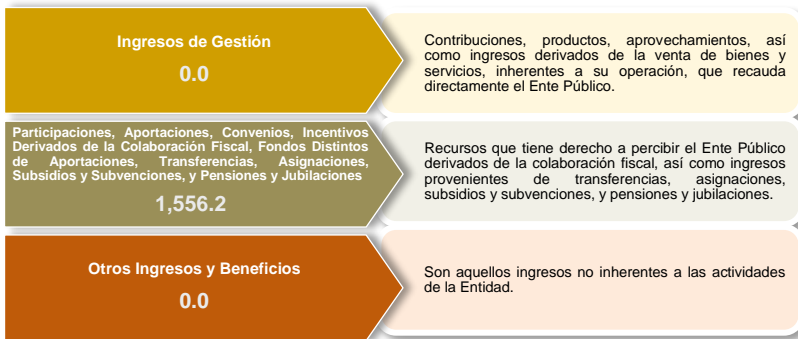 Ingresos de Gestión
0.0
Contribuciones, productos, aprovechamientos, así
como ingresos derivados de la venta de bienes y
servicios, inherentes a su operación, que recauda
directamente el Ente Público.
Participaciones, Aportaciones, Convenios, Incentivos
Derivados de la Colaboración Fiscal, Fondos Distintos
de Aportaciones, Transferencias, Asignaciones,
Subsidios y Subvenciones, y Pensiones y Jubilaciones
1,556.2
Recursos que tiene derecho a percibir el Ente Público
derivados de la colaboración fiscal, así como ingresos
provenientes de transferencias, asignaciones,
subsidios y subvenciones, y pensiones y jubilaciones.
Otros Ingresos y Beneficios
0.0
Son aquellos ingresos no inherentes a las actividades
de la Entidad.